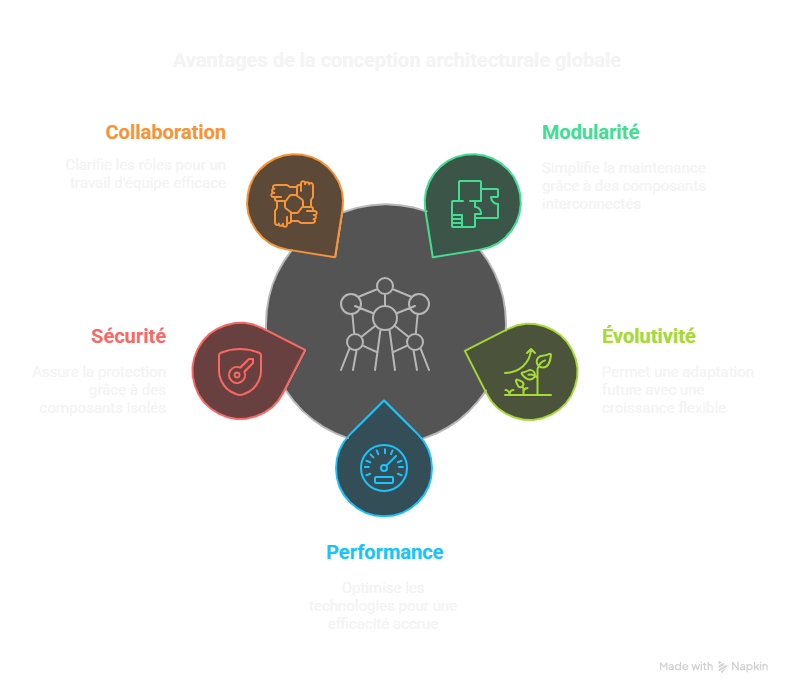 Avantages de la conception architecturale globale
Collaboration
Clarifie les rôles pour un
travail d'équipe efficace
Modularité
Simplifie la maintenance
grâce à des composants
interconnectés
Sécurité
Assure la protection
grâce à des
composants isolés
Évolutivité
Permet une adaptation
future avec une
croissance flexible
Performance
Optimise les
technologies pour une
efficacité accrue
Made with Napkin